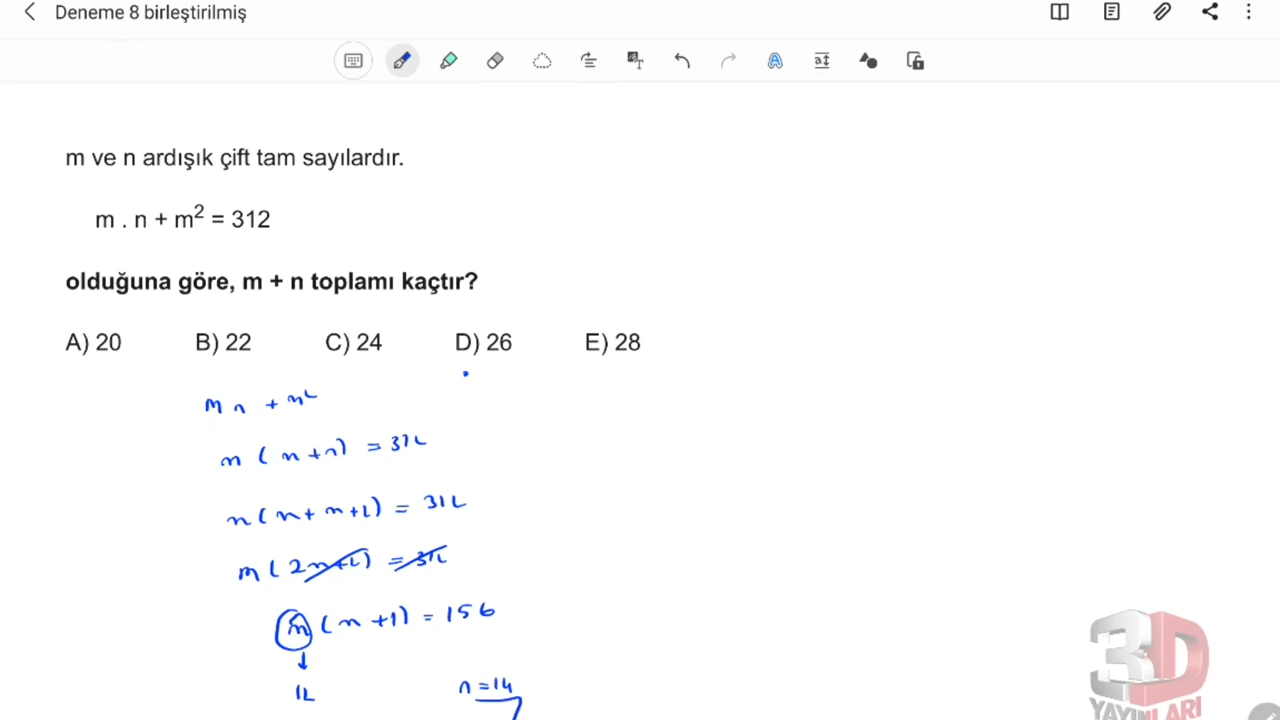 Deneme 8 birleştirilmiş
m ve n ardışık çift tam sayılardır.
m . n + m² = 312
olduğuna göre, m + n toplamı kaçtır?
A) 20 B) 22 C) 24 D) 26 E) 28
m n + m²
m ( m + n) = 312
m ( m + m + 2) = 312
m ( 2m+2) = 312
m ( m + 1) = 156
12
n = 14
3D
YAYINLARI